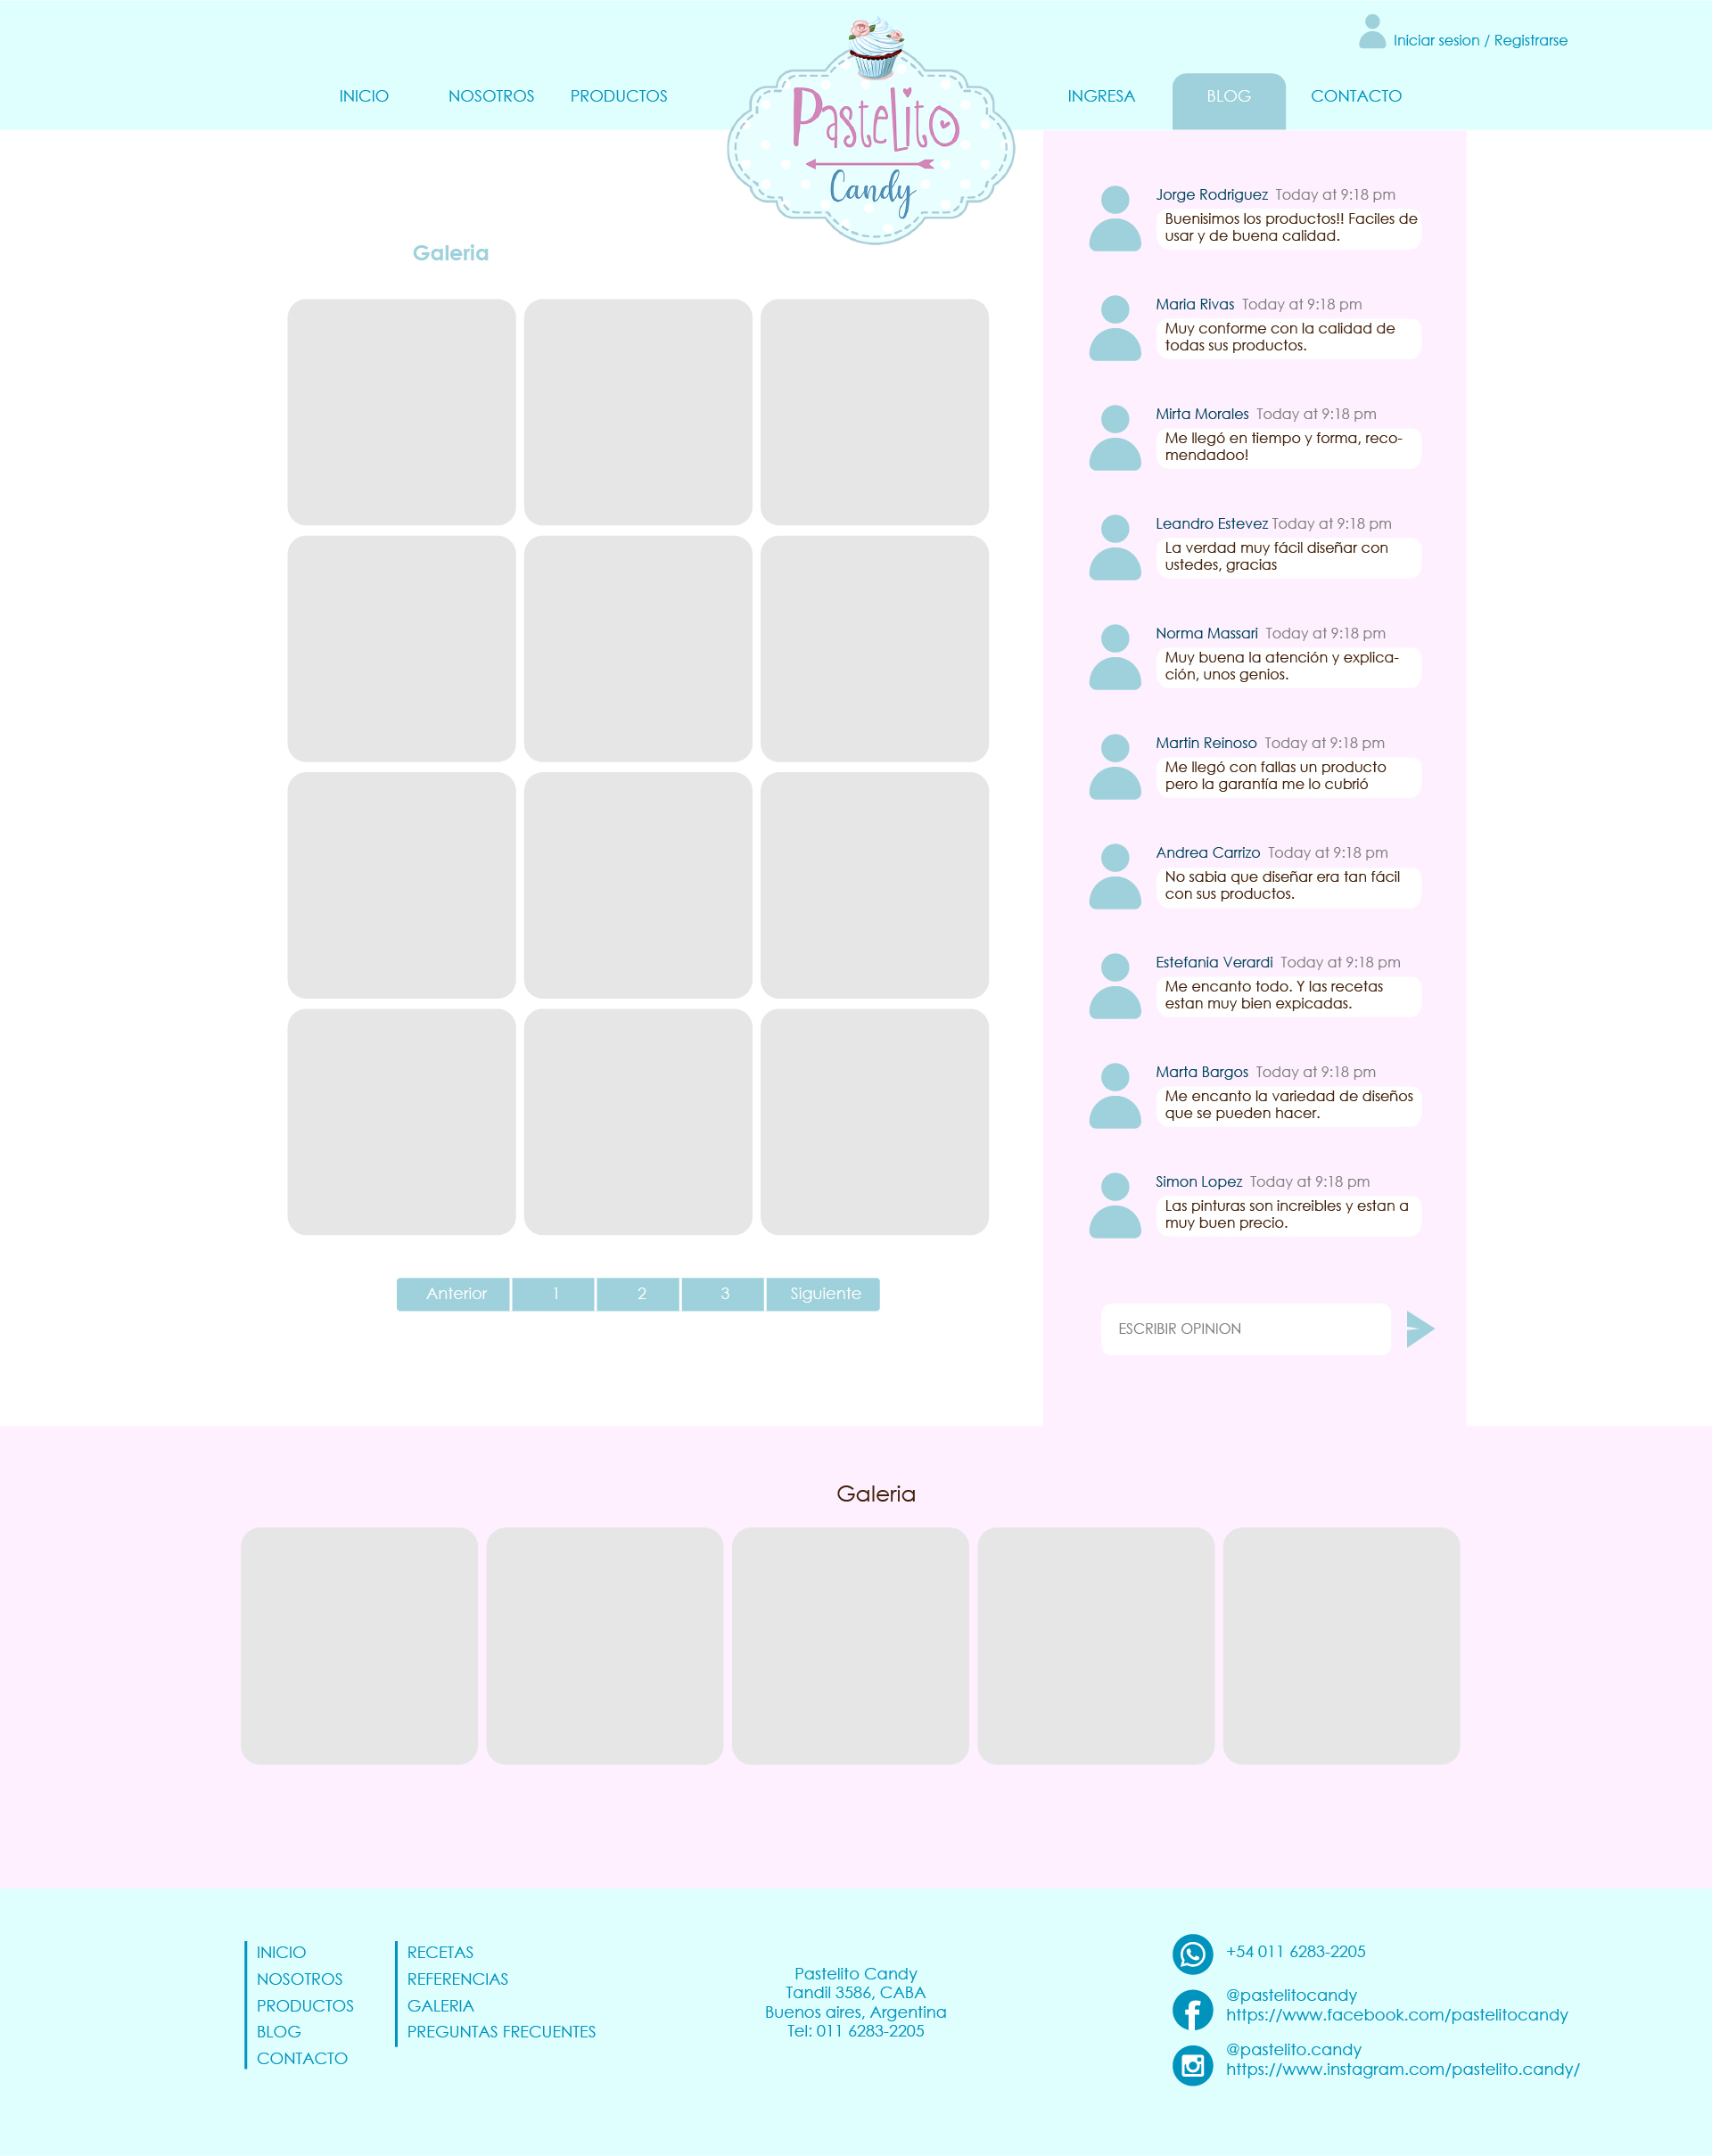 Iniciar sesion / Registrarse
INICIO
NOSOTROS
PRODUCTOS
Pastelito
Candy
INGRESA
BLOG
CONTACTO
Galeria
Jorge Rodriguez Today at 9:18 pm
Buenisimos los productos!! Faciles de
usar y de buena calidad.
Maria Rivas Today at 9:18 pm
Muy conforme con la calidad de
todas sus productos.
Mirta Morales Today at 9:18 pm
Me llegó en tiempo y forma, reco-
mendadoo!
Leandro Estevez Today at 9:18 pm
La verdad muy fácil diseñar con
ustedes, gracias
Norma Massari Today at 9:18 pm
Muy buena la atención y explica-
ción, unos genios.
Martin Reinoso Today at 9:18 pm
Me llegó con fallas un producto
pero la garantía me lo cubrió
Andrea Carrizo Today at 9:18 pm
No sabia que diseñar era tan fácil
con sus productos.
Estefania Verardi Today at 9:18 pm
Me encanto todo. Y las recetas
estan muy bien expicadas.
Marta Bargos Today at 9:18 pm
Me encanto la variedad de diseños
que se pueden hacer.
Simon Lopez Today at 9:18 pm
Las pinturas son increibles y estan a
muy buen precio.
Anterior 1 2 3 Siguiente
ESCRIBIR OPINION
Galeria
INICIO
NOSOTROS
PRODUCTOS
BLOG
CONTACTO
RECETAS
REFERENCIAS
GALERIA
PREGUNTAS FRECUENTES
Pastelito Candy
Tandil 3586, CABA
Buenos aires, Argentina
Tel: 011 6283-2205
+54 011 6283-2205
@pastelitocandy
https://www.facebook.com/pastelitocandy
@pastelito.candy
https://www.instagram.com/pastelito.candy/